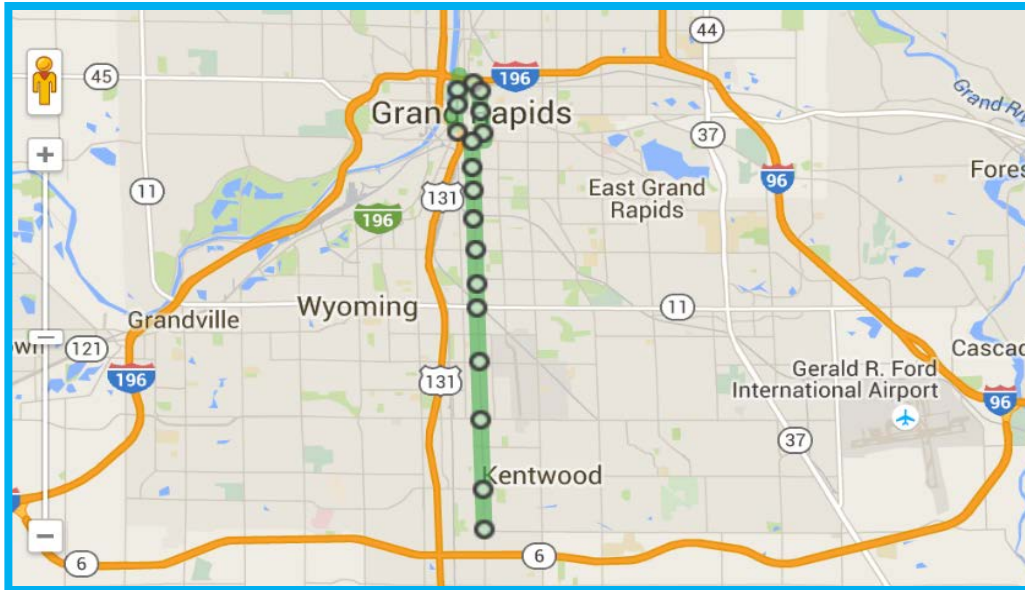 44
45
196
Grand Rapids
Grand Riv
37
11
131
East Grand
Rapids
96
Fores
196
Wyoming
11
Grandville
121
196
131
Gerald R. Ford
International Airport
Cascad
96
37
Kentwood
6
6